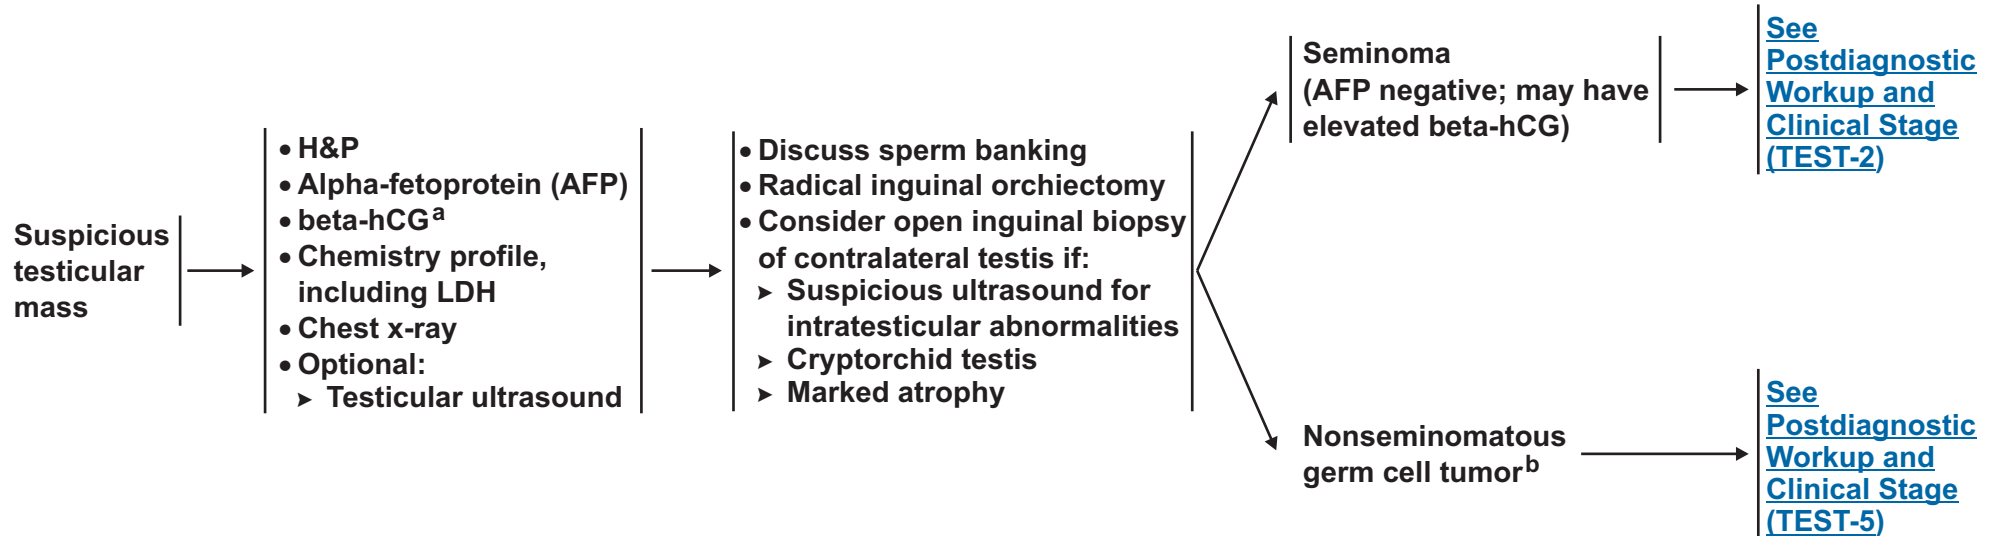 Suspicious
testicular
mass
• H&P
• Alpha-fetoprotein (AFP)
• beta-hCGᵃ
• Chemistry profile,
including LDH
• Chest x-ray
• Optional:
➤ Testicular ultrasound
• Discuss sperm banking
• Radical inguinal orchiectomy
• Consider open inguinal biopsy
of contralateral testis if:
➤ Suspicious ultrasound for
intratesticular abnormalities
➤ Cryptorchid testis
➤ Marked atrophy
Seminoma
(AFP negative; may have
elevated beta-hCG)
See
Postdiagnostic
Workup and
Clinical Stage
(TEST-2)
Nonseminomatous
germ cell tumorᵇ
See
Postdiagnostic
Workup and
Clinical Stage
(TEST-5)